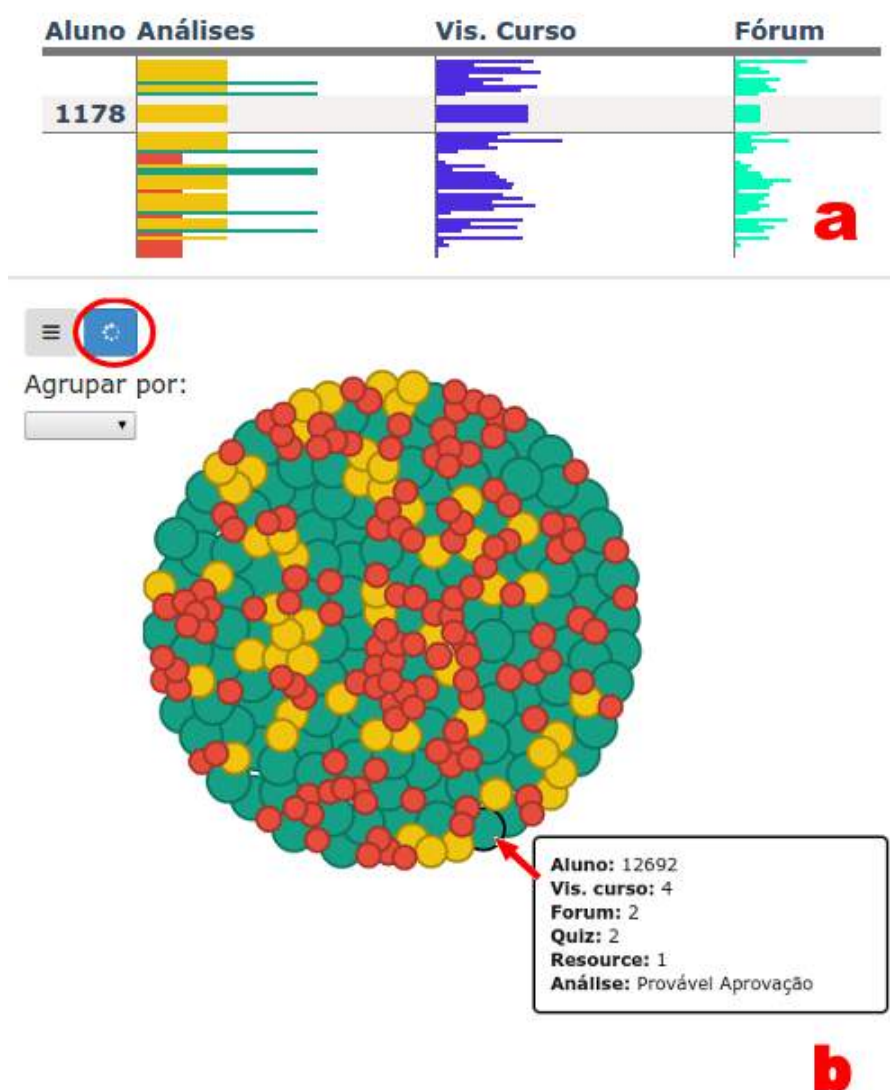 Aluno Análises Vis. Curso Fórum
1178
a
Agrupar por:
Aluno: 12692
Vis. curso: 4
Forum: 2
Quiz: 2
Resource: 1
Análise: Provável Aprovação
b